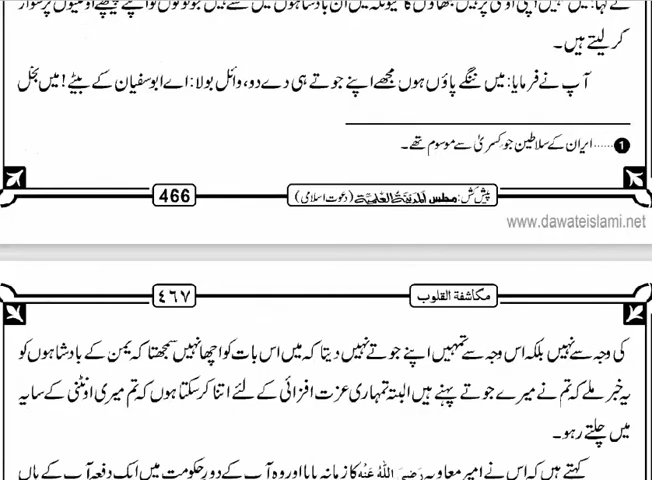 نے کہا: میں تمہیں اپنی اونٹنی پر نہیں بٹھاؤں گا کیونکہ میں ان بادشاہوں میں سے نہیں جو لوگوں کو اپنے پیچھے اونٹنیوں پر سوار
کر لیتے ہیں۔
آپ نے فرمایا: میں ننگے پاؤں ہوں مجھے اپنے جوتے ہی دے دو، وائل بولا: اے ابوسفیان کے بیٹے! میں بخل
1 ......ایران کے سلاطین جو کسریٰ سے موسوم تھے۔
پیش کش: مجلس المدینۃ العلمیۃ (دعوت اسلامی)
466
www.dawateislami.net
مکاشفۃ القلوب
٤٦٧
کی وجہ سے نہیں بلکہ اس وجہ سے تمہیں اپنے جوتے نہیں دیتا کہ میں اس بات کو اچھا نہیں سمجھتا کہ یمن کے بادشاہوں کو
یہ خبر ملے کہ تم نے میرے جوتے پہنے ہیں البتہ تمہاری عزت افزائی کے لئے اتنا کر سکتا ہوں کہ تم میری اونٹنی کے سایہ
میں چلتے رہو۔
کہتے ہیں کہ اس نے امیر معاویہ رَضِیَ اللّٰہُ عَنْہُ کا زمانہ پایا اور وہ آپ کے دورِ حکومت میں ایک دفعہ آپ کے ہاں